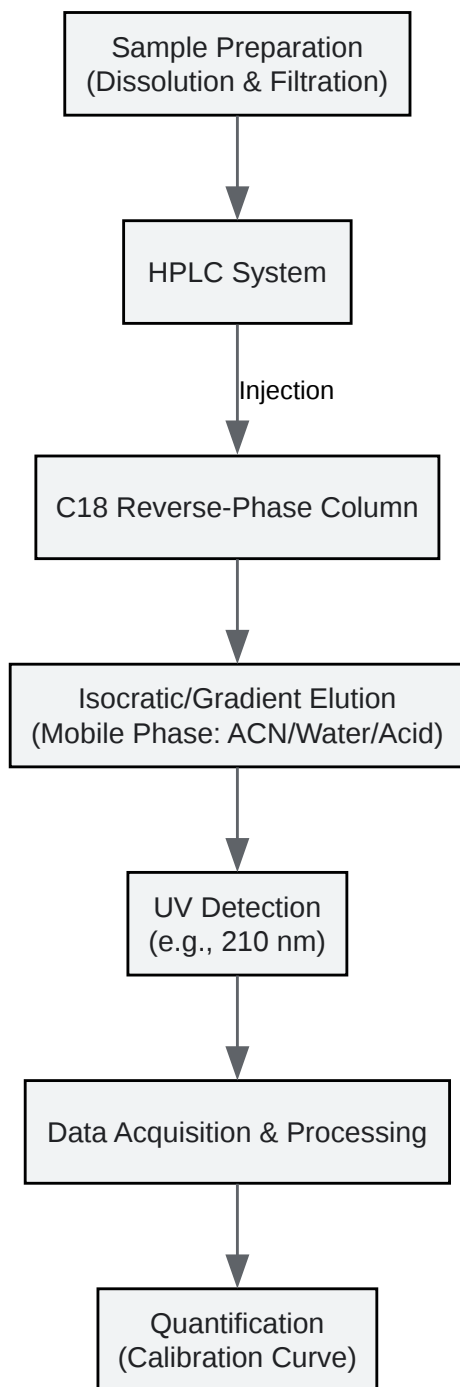 Sample Preparation
(Dissolution & Filtration)
HPLC System
Injection
C18 Reverse-Phase Column
Isocratic/Gradient Elution
(Mobile Phase: ACN/Water/Acid)
UV Detection
(e.g., 210 nm)
Data Acquisition & Processing
Quantification
(Calibration Curve)